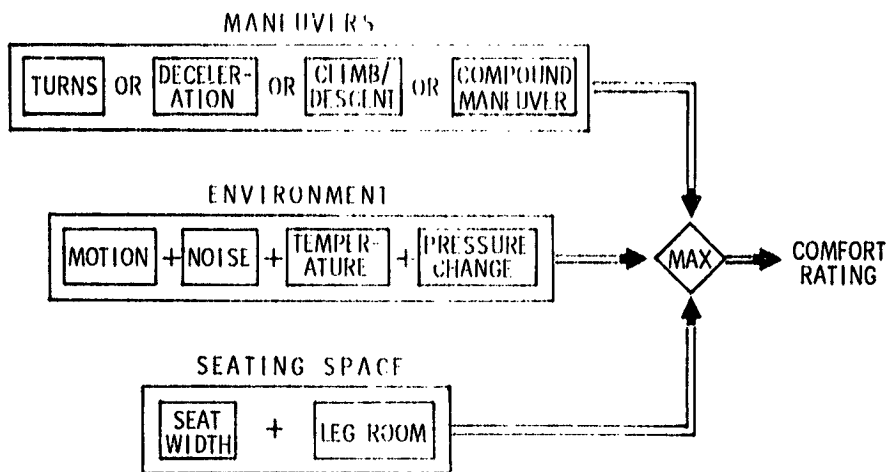 MANEUVERS
TURNS OR DECELER-ATION OR CLIMB/DESCENT OR COMPOUND MANEUVER
ENVIRONMENT
MOTION + NOISE + TEMPER-ATURE + PRESSURE CHANGE
MAX
COMFORT
RATING
SEATING SPACE
SEAT WIDTH + LEG ROOM